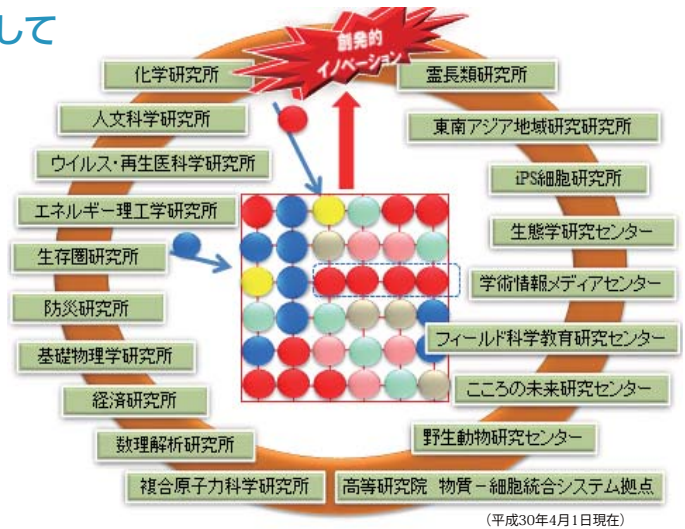 して
創発的
イノベーション
化学研究所
人文科学研究所
ウイルス・再生医科学研究所
エネルギー理工学研究所
生存圏研究所
防災研究所
基礎物理学研究所
経済研究所
数理解析研究所
複合原子力科学研究所
霊長類研究所
東南アジア地域研究研究所
iPS細胞研究所
生態学研究センター
学術情報メディアセンター
フィールド科学教育研究センター
こころの未来研究センター
野生動物研究センター
高等研究院 物質－細胞統合システム拠点
(平成30年4月1日現在)